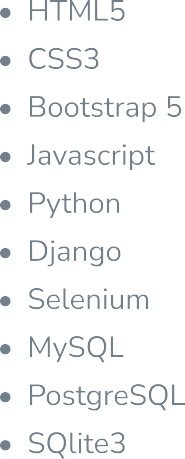 • HTML5
• CSS3
• Bootstrap 5
• Javascript
• Python
• Django
• Selenium
• MySQL
• PostgreSQL
• SQlite3